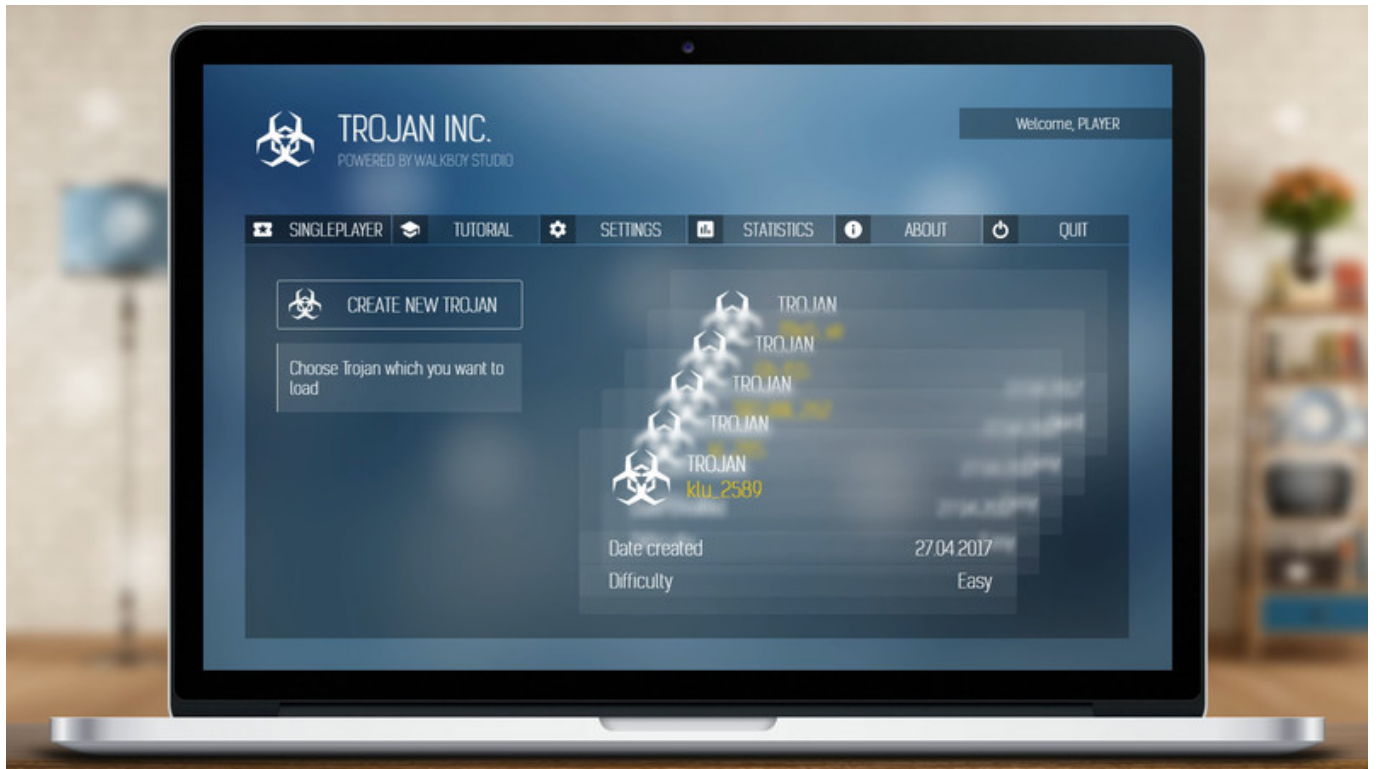 TROJAN INC.
POWERED BY WALKBOY STUDIO
Welcome, PLAYER
SINGLEPLAYER
TUTORIAL
SETTINGS
STATISTICS
ABOUT
QUIT
CREATE NEW TROJAN
Choose Trojan which you want to
load
TROJAN
TROJAN
TROJAN
TROJAN
TROJAN
klu_2589
Date created 27.04.2017
Difficulty Easy